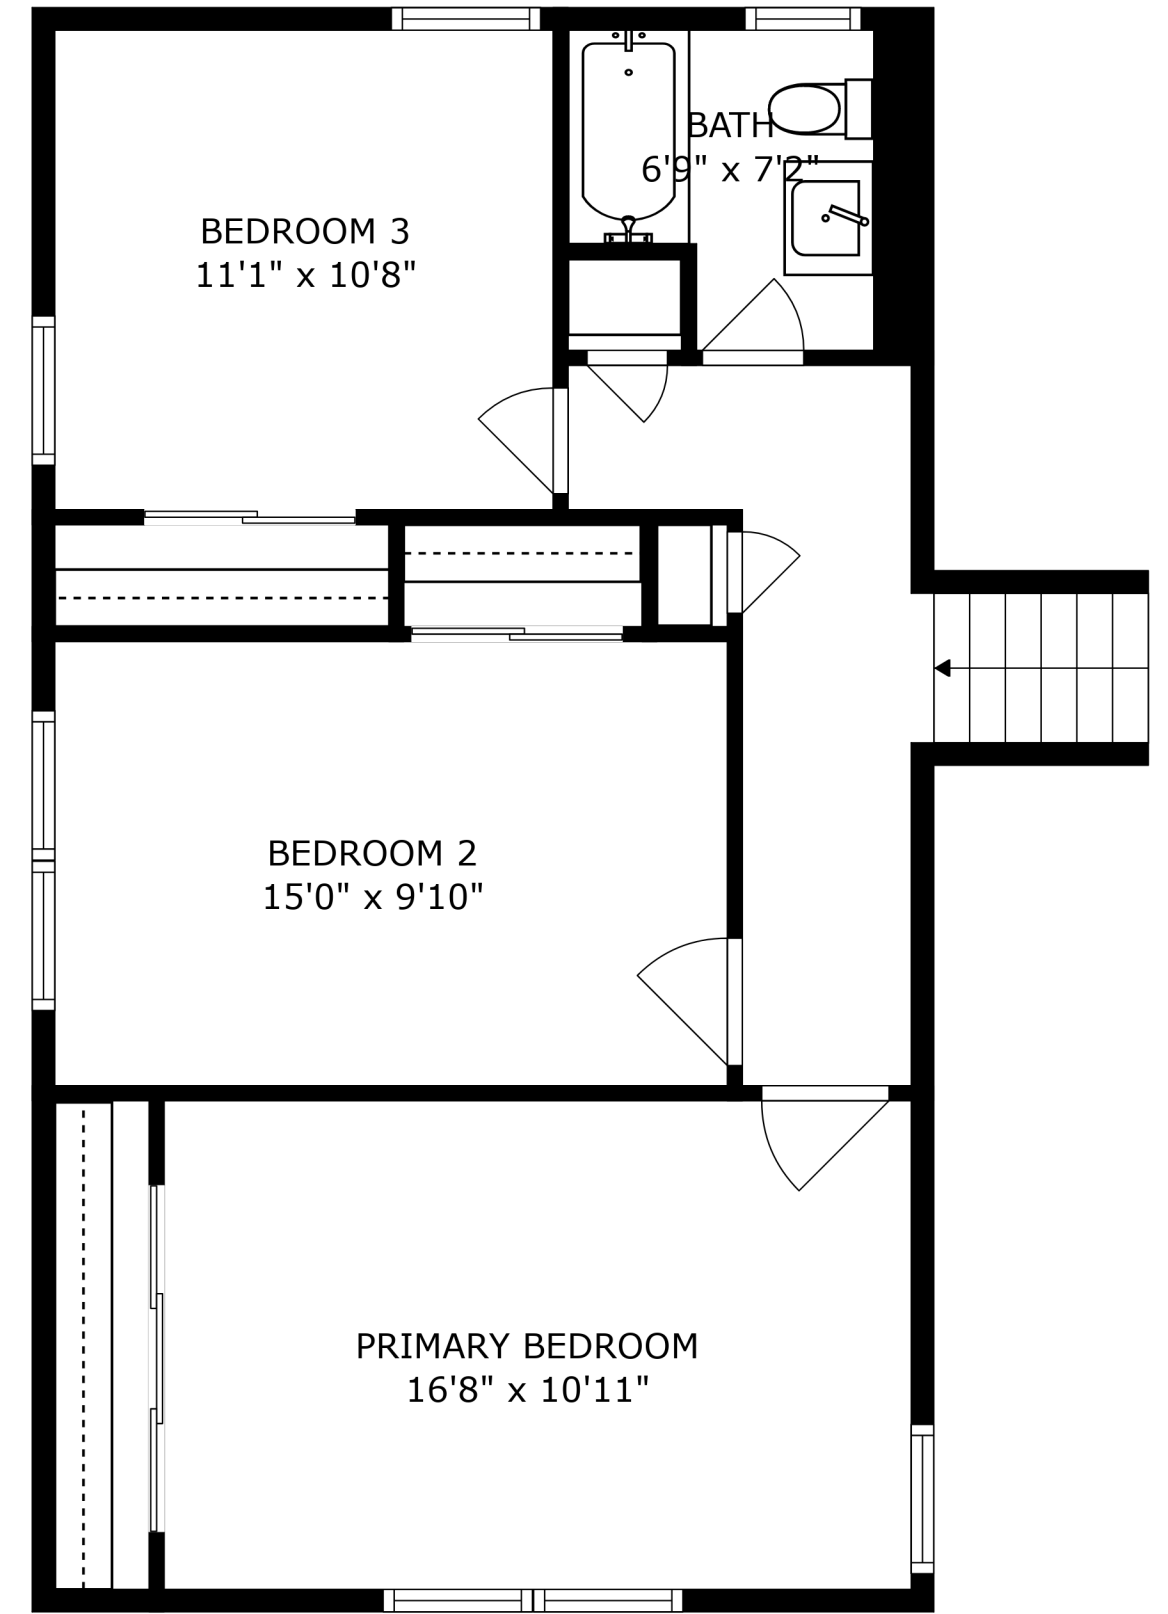 BATH
6'9" x 7'2"
BEDROOM 3
11'1" x 10'8"
BEDROOM 2
15'0" x 9'10"
PRIMARY BEDROOM
16'8" x 10'11"